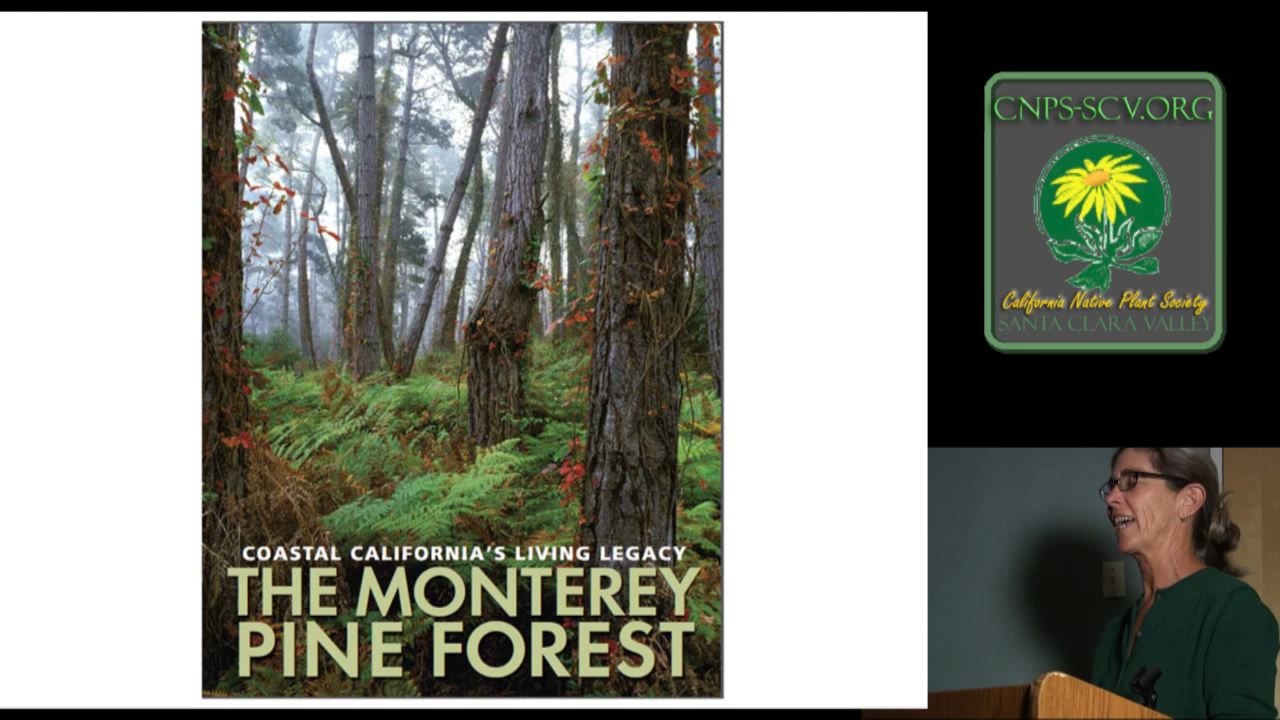 COASTAL CALIFORNIA'S LIVING LEGACY
THE MONTEREY
PINE FOREST
CNPS-SCV.ORG
California Native Plant Society
SANTA CLARA VALLEY